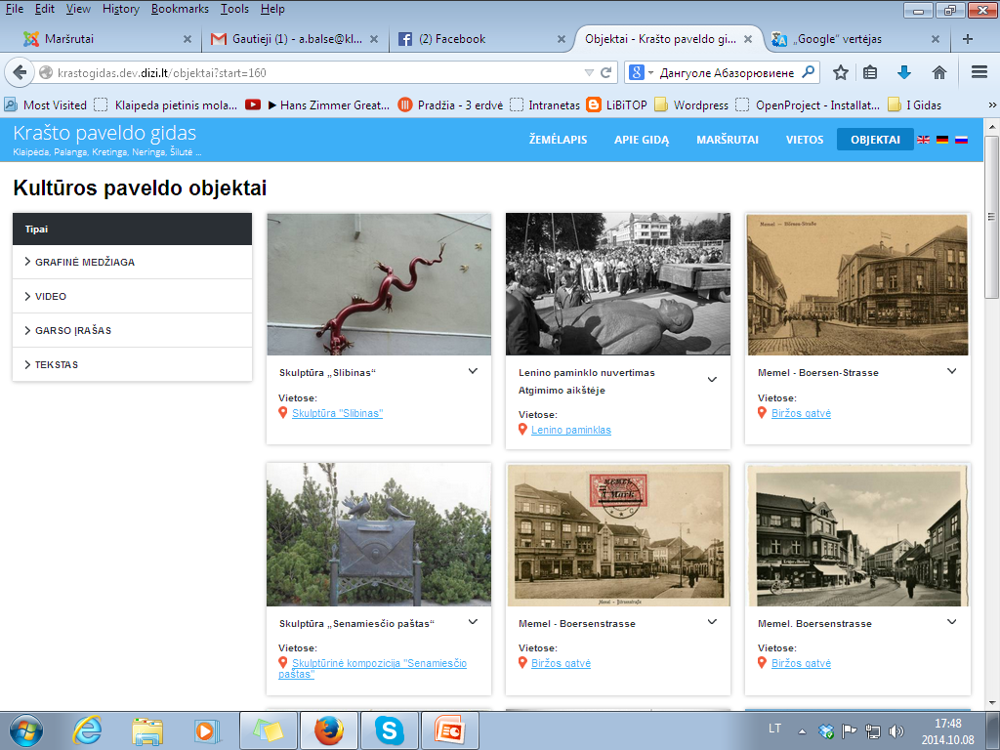 File Edit View History Bookmarks Tools Help
Maršrutai
Gautieji (1) - a.balse@kl...
(2) Facebook
Objektai - Krašto paveldo gi...
„Google“ vertėjas
krastogidas.dev.dizi.lt/objektai?start=160
Дангуоле Абазорювиене
Most Visited
Klaipeda pietinis mola...
Hans Zimmer Great...
Pradžia - 3 erdvė
Intranetas
LiBiTOP
Wordpress
OpenProject - Installat...
I Gidas
Krašto paveldo gidas
Klaipėda, Palanga, Kretinga, Neringa, Šilutė ...
ŽEMĖLAPIS APIE GIDĄ MARŠRUTAI VIETOS OBJEKTAI
Kultūros paveldo objektai
Tipai
GRAFINĖ MEDŽIAGA
VIDEO
GARSO ĮRAŠAS
TEKSTAS
Skulptūra „Slibinas“
Vietose:
Skulptūra "Slibinas"
Lenino paminklo nuvertimas
Atgimimo aikštėje
Vietose:
Lenino paminklas
Memel — Börsen-Straße
Memel - Boersen-Strasse
Vietose:
Biržos gatvė
Skulptūra „Senamiesčio paštas“
Vietose:
Skulptūrinė kompozicija "Senamiesčio
paštas"
MEMEL
1 Mark
Memel - Börsenstraße
Memel - Boersenstrasse
Vietose:
Biržos gatvė
Memel. Boersenstrasse
Vietose:
Biržos gatvė
LT
17:48
2014.10.08